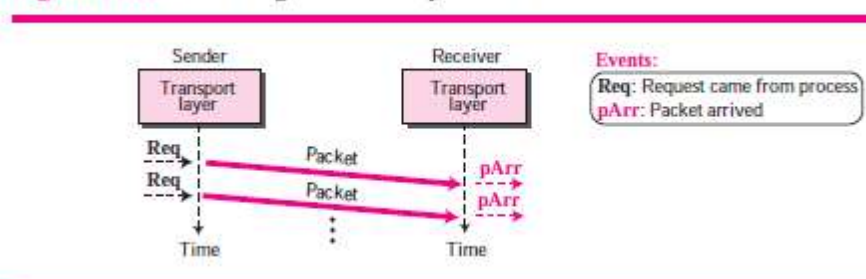 Sender
Receiver
Transport
layer
Transport
layer
Events:
Req: Request came from process
pArr: Packet arrived
Req
Packet
pArr
Req
Packet
pArr
Time
Time